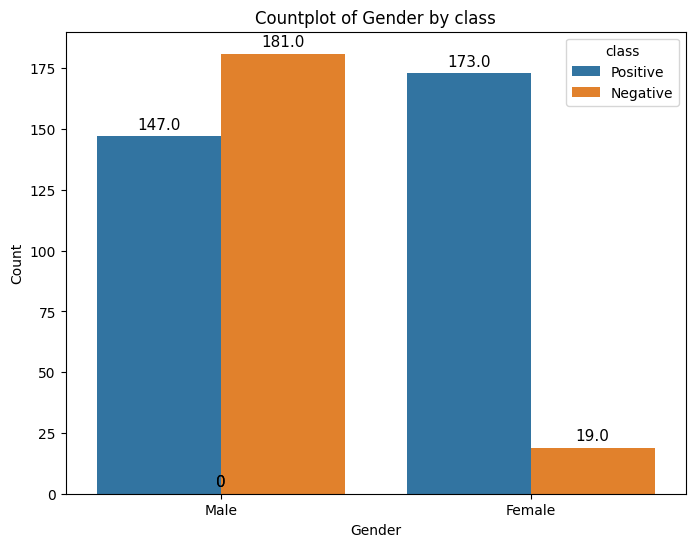 Countplot of Gender by class
181.0
173.0
class
Positive
Negative
175
147.0
150
125
100
Count
75
50
25
19.0
0
0
Male
Female
Gender